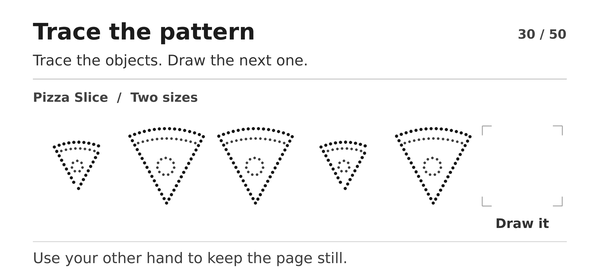 Trace the pattern
30 / 50
Trace the objects. Draw the next one.
Pizza Slice / Two sizes
Draw it
Use your other hand to keep the page still.